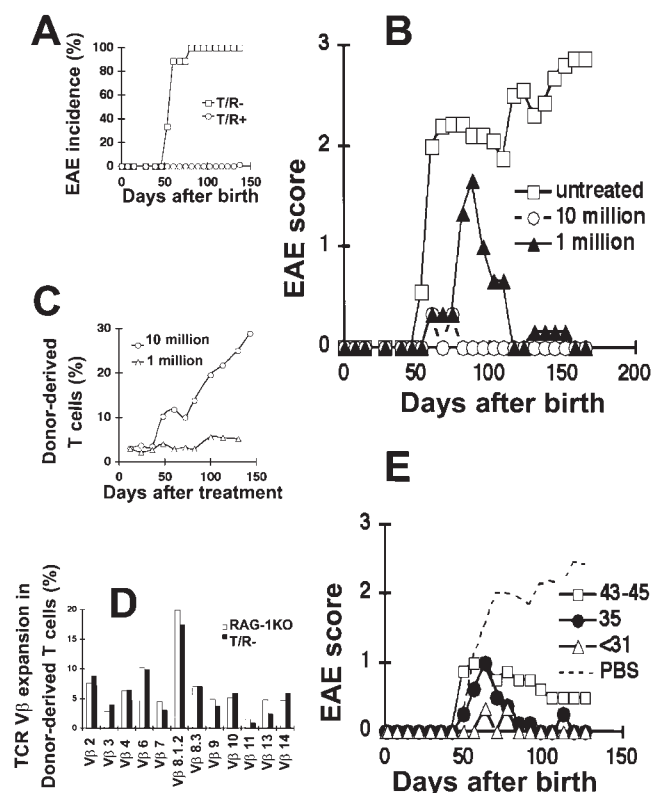 A
EAE incidence (%)
100
80
60
40
20
0
T/R-
T/R+
0 50 100 150
Days after birth
B
EAE score
3
2
1
0
untreated
10 million
1 million
0 50 100 150 200
Days after birth
C
Donor-derived
T cells (%)
30
20
10
0
10 million
1 million
0 50 100 150
Days after treatment
D
TCR Vβ expansion in
Donor-derived T cells (%)
20
15
10
5
0
RAG-1KO
T/R-
Vβ 2
Vβ 3
Vβ 4
Vβ 6
Vβ 7
Vβ 8.1.2
Vβ 8.3
Vβ 9
Vβ 10
Vβ 11
Vβ 13
Vβ 14
E
EAE score
3
2
1
0
43-45
35
<31
PBS
0 50 100 150
Days after birth